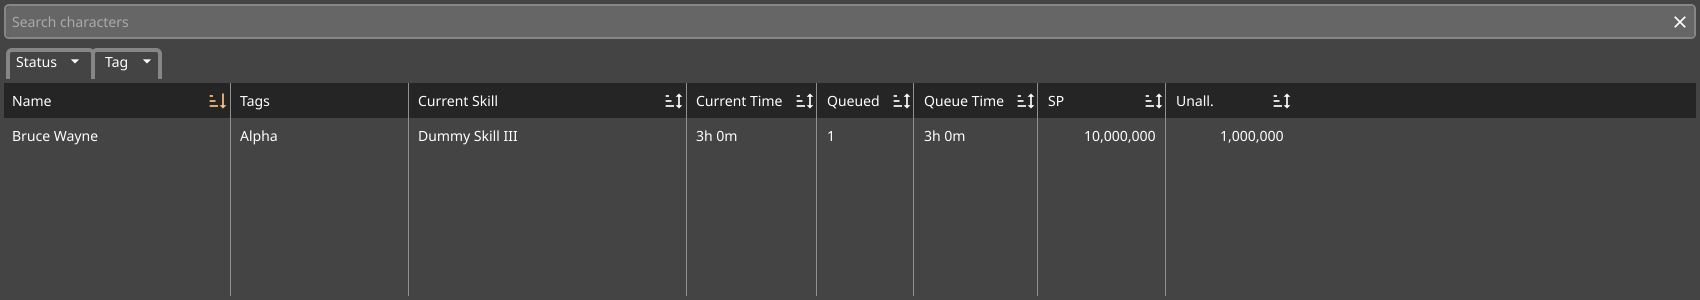 Search characters
Status Tag
Name Tags Current Skill Current Time Queued Queue Time SP Unall.
Bruce Wayne Alpha Dummy Skill III 3h 0m 1 3h 0m 10,000,000 1,000,000